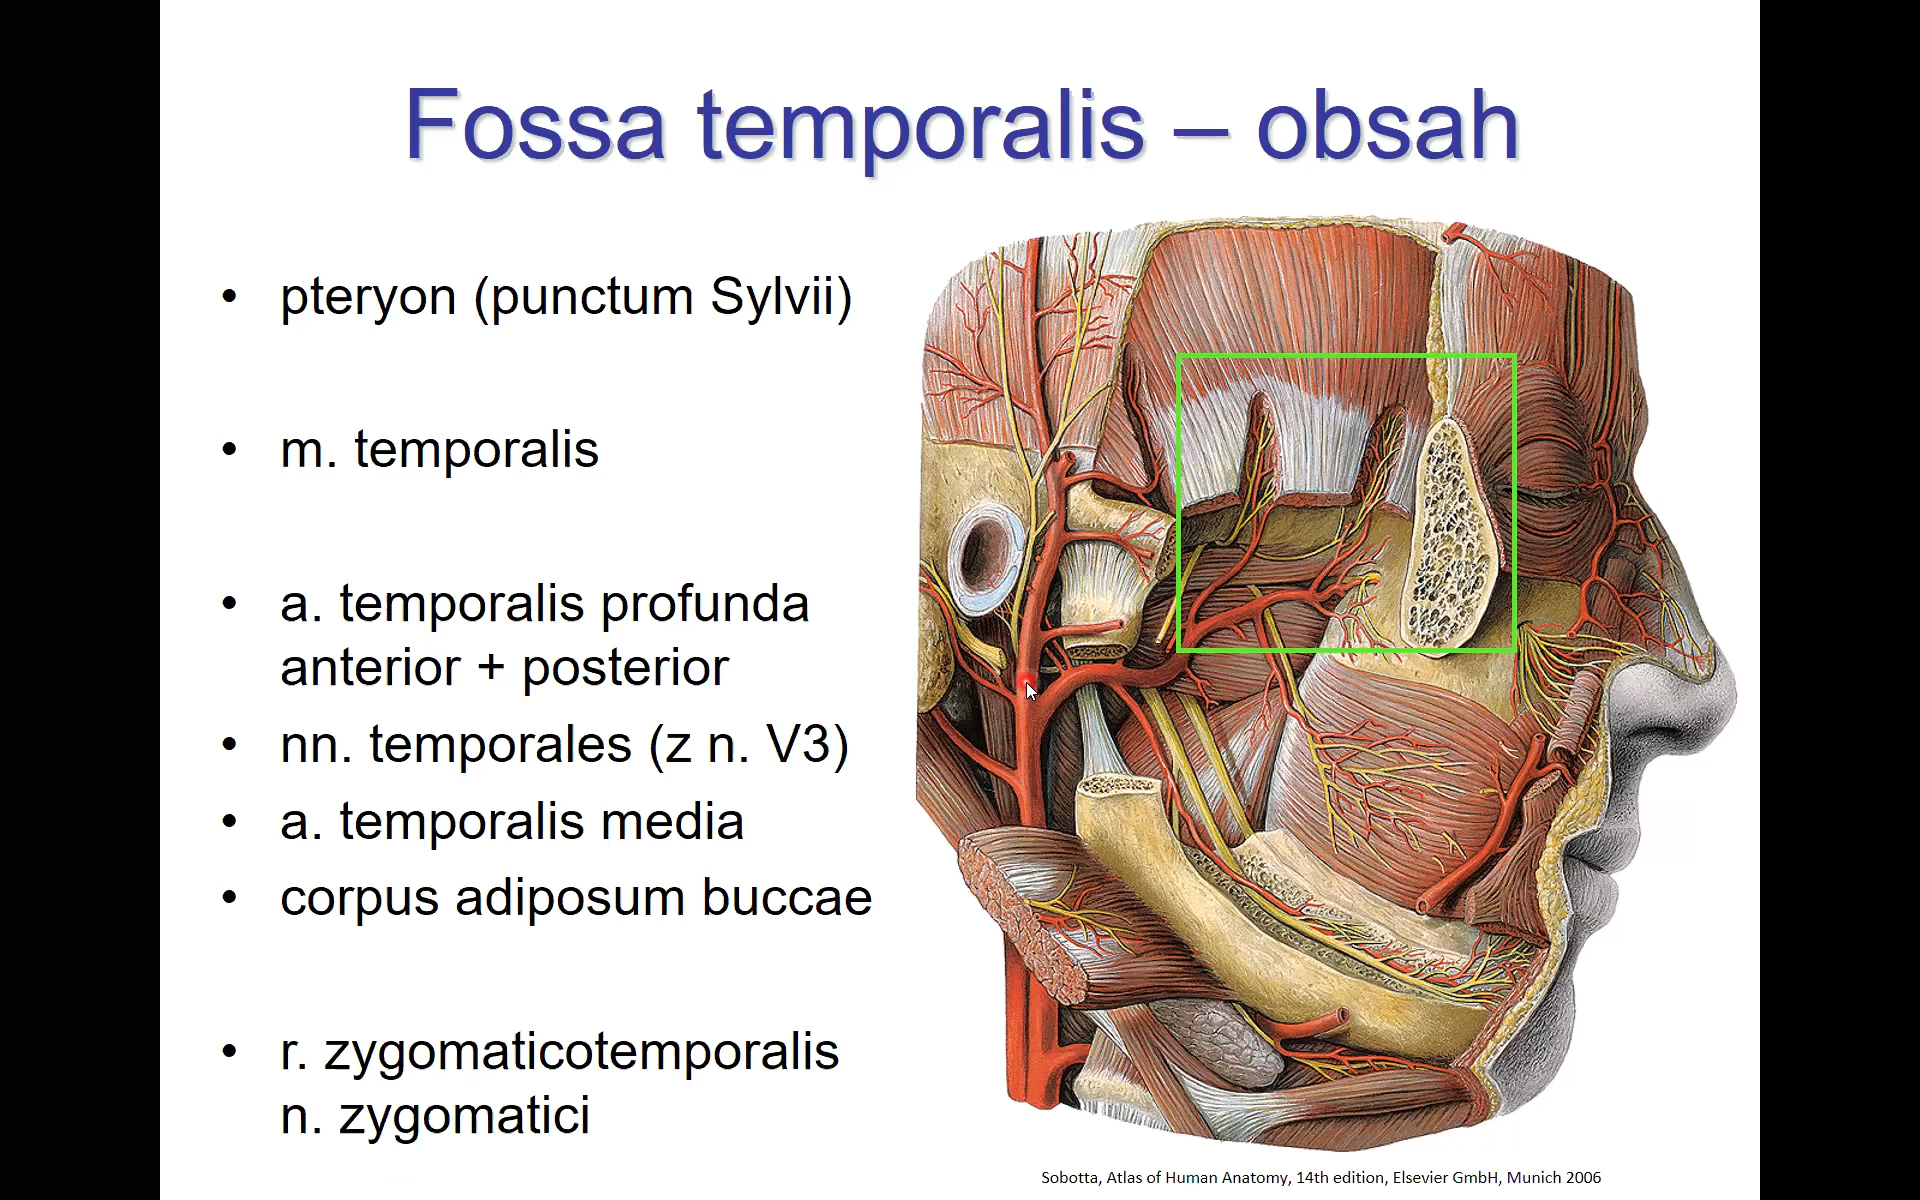 Fossa temporalis – obsah
• pteryon (punctum Sylvii)
• m. temporalis
• a. temporalis profunda
anterior + posterior
• nn. temporales (z n. V3)
• a. temporalis media
• corpus adiposum buccae
• r. zygomaticotemporalis
n. zygomatici
Sobotta, Atlas of Human Anatomy, 14th edition, Elsevier GmbH, Munich 2006